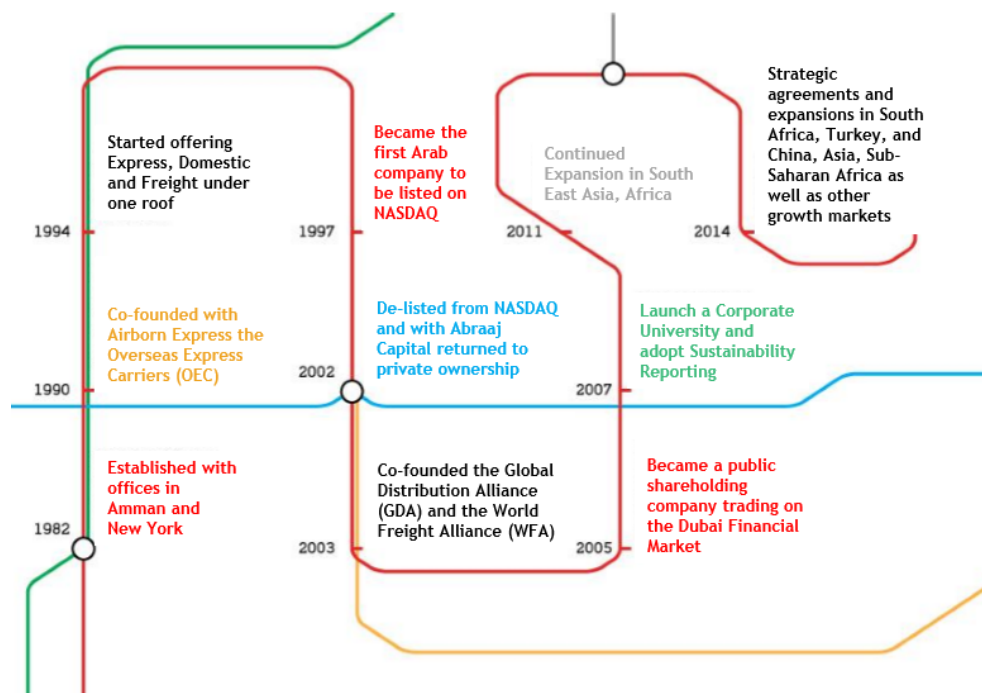 Started offering
Express, Domestic
and Freight under
one roof
1994
Co-founded with
Airborn Express the
Overseas Express
Carriers (OEC)
1990
Established with
offices in
Amman and
New York
1982
Became the
first Arab
company to
be listed on
NASDAQ
1997
De-listed from NASDAQ
and with Abraaj
Capital returned to
private ownership
2002
Co-founded the Global
Distribution Alliance
(GDA) and the World
Freight Alliance (WFA)
2003
Continued
Expansion in South
East Asia, Africa
2011
Launch a Corporate
University and
adopt Sustainability
Reporting
2007
Became a public
shareholding
company trading on
the Dubai Financial
Market
2005
Strategic
agreements and
expansions in South
Africa, Turkey, and
China, Asia, Sub-
Saharan Africa as
well as other
growth markets
2014